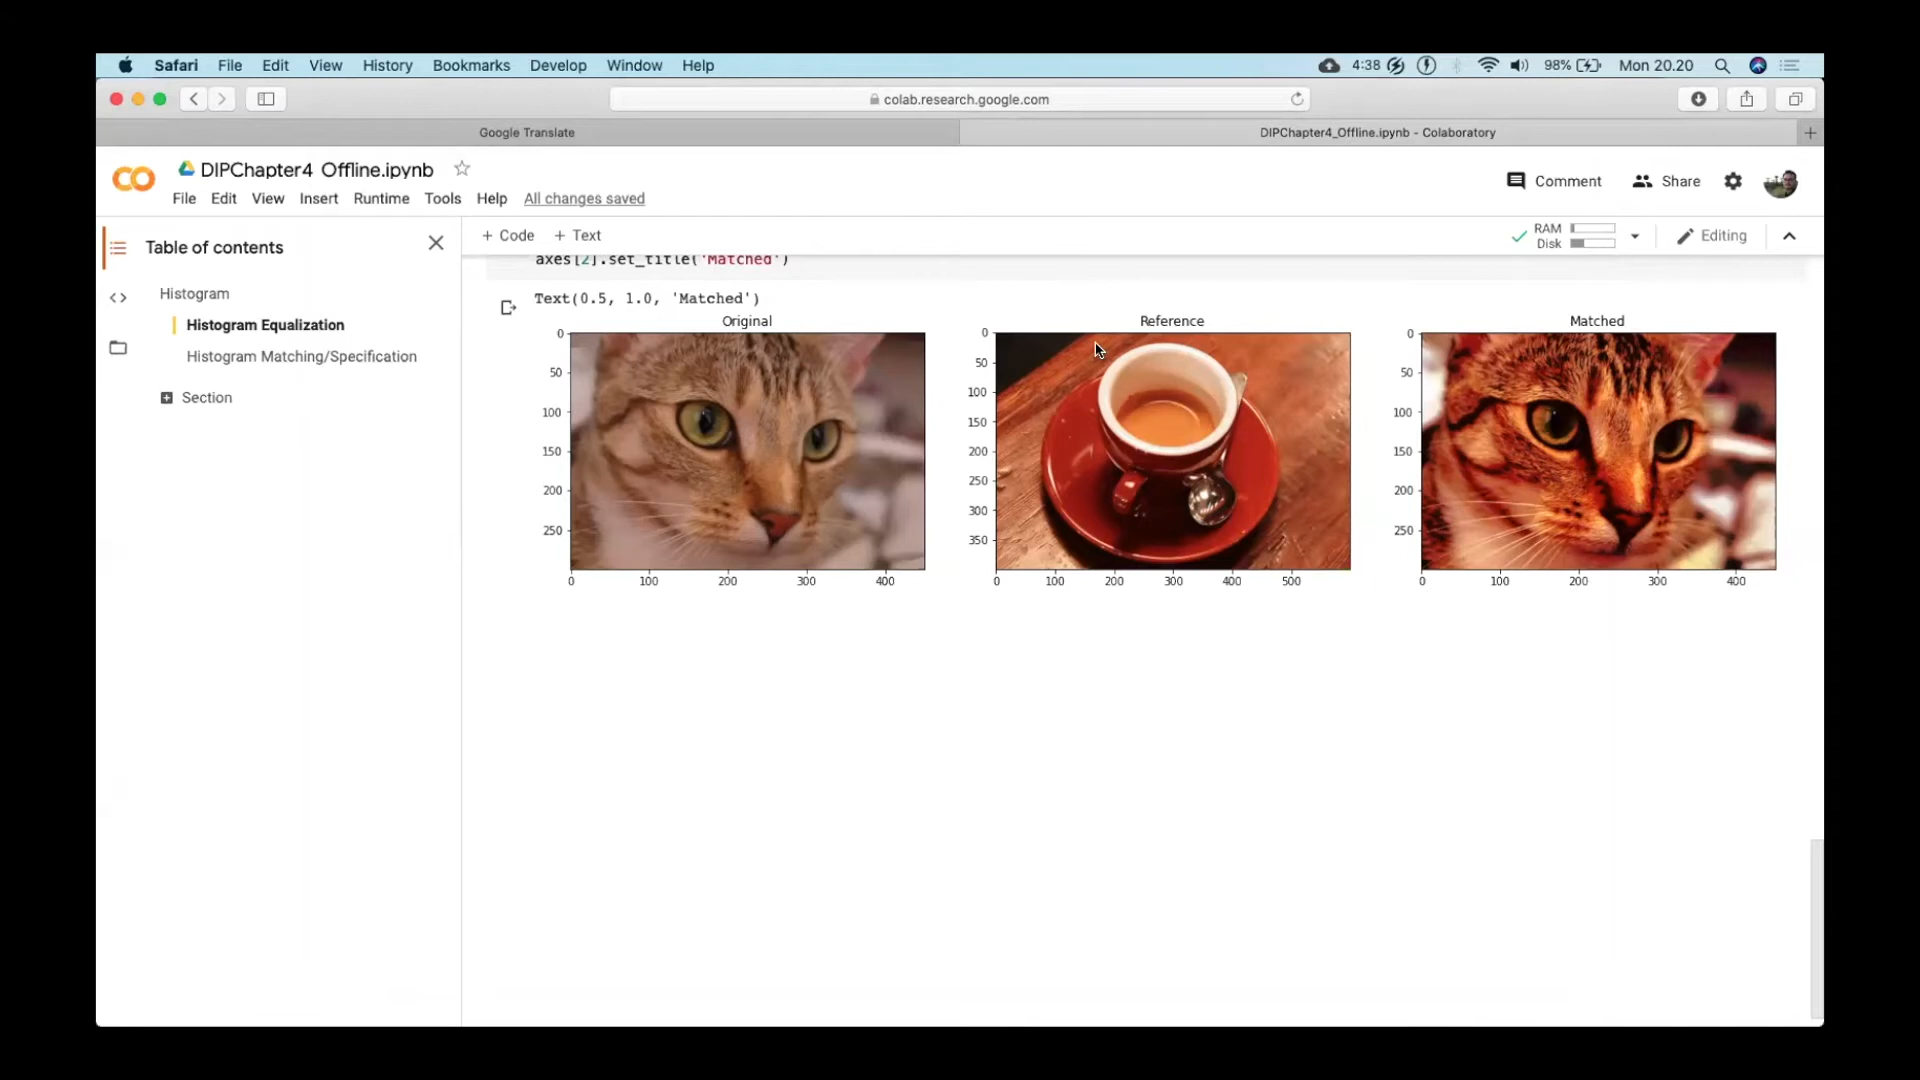 Safari File Edit View History Bookmarks Develop Window Help 4:38 98% Mon 20.20
colab.research.google.com
Google Translate DIPChapter4_Offline.ipynb - Colaboratory
CO DIPChapter4 Offline.ipynb
File Edit View Insert Runtime Tools Help All changes saved
Comment Share
+ Code + Text
RAM
Disk
Editing
Table of contents
Histogram
Histogram Equalization
Histogram Matching/Specification
Section
axes[2].set_title('Matched')
Text(0.5, 1.0, 'Matched')
Original
0
50
100
150
200
250
0 100 200 300 400
Reference
0
50
100
150
200
250
300
350
0 100 200 300 400 500
Matched
0
50
100
150
200
250
0 100 200 300 400